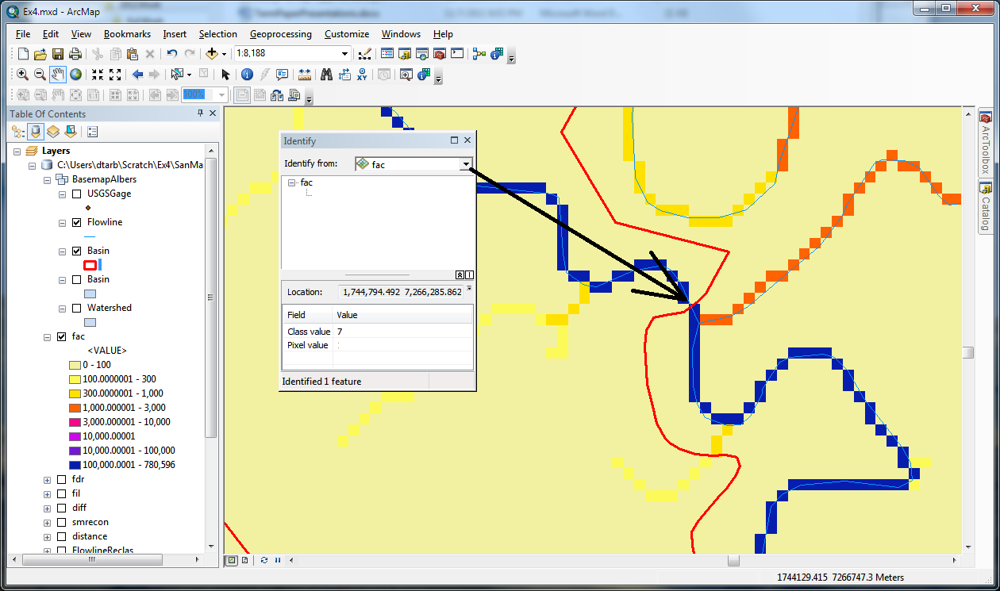 Ex4.mxd - ArcMap
File Edit View Bookmarks Insert Selection Geoprocessing Customize Windows Help
1:8,188
100%
Table Of Contents
Layers
C:\Users\dtarb\Scratch\Ex4\SanMa
BasemapAlbers
USGSGage
Flowline
Basin
Basin
Watershed
fac
<VALUE>
0 - 100
100.0000001 - 300
300.0000001 - 1,000
1,000.000001 - 3,000
3,000.000001 - 10,000
10,000.00001
10,000.00001 - 100,000
100,000.0001 - 780,596
fdr
fil
diff
smrecon
distance
FlowlineReclas
Identify
Identify from: fac
fac
Location: 1,744,794.492 7,266,285.862
Field Value
Class value 7
Pixel value
Identified 1 feature
ArcToolbox
Catalog
1744129.415 7266747.3 Meters